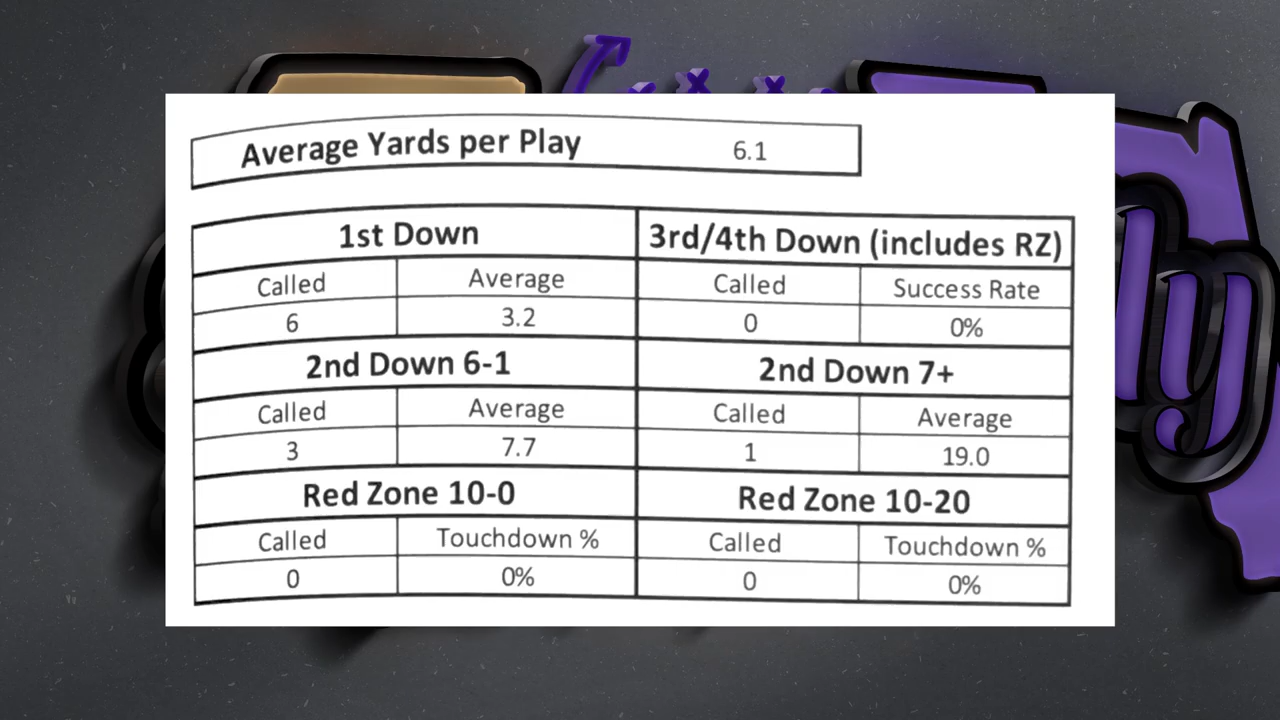 Average Yards per Play 6.1
1st Down 3rd/4th Down (includes RZ)
Called Average Called Success Rate
6 3.2 0 0%
2nd Down 6-1 2nd Down 7+
Called Average Called Average
3 7.7 1 19.0
Red Zone 10-0 Red Zone 10-20
Called Touchdown % Called Touchdown %
0 0% 0 0%